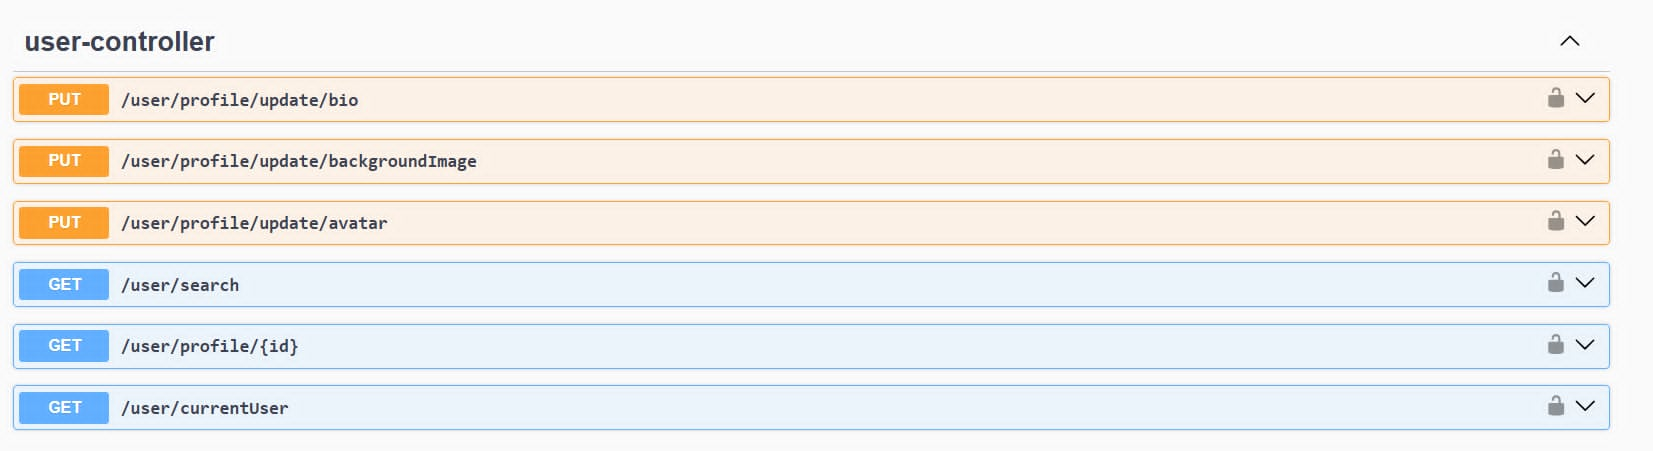 user-controller
PUT /user/profile/update/bio
PUT /user/profile/update/backgroundImage
PUT /user/profile/update/avatar
GET /user/search
GET /user/profile/{id}
GET /user/currentUser